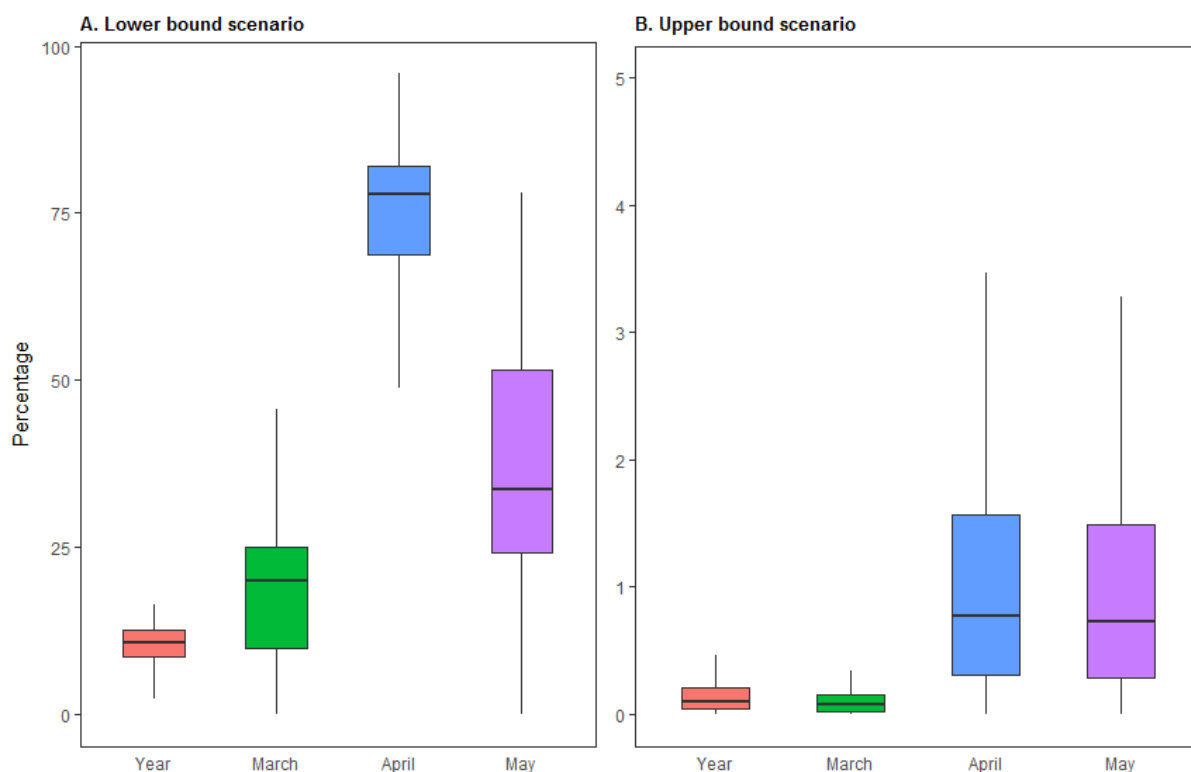 A. Lower bound scenario
B. Upper bound scenario
Percentage
100
75
50
25
0
Year March April May
5
4
3
2
1
0
Year March April May